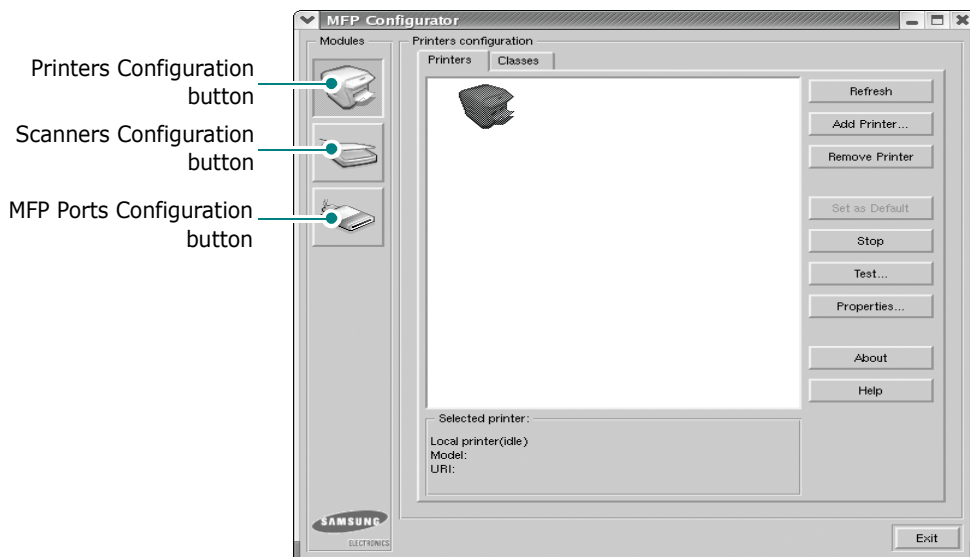 MFP Configurator
Modules
Printers configuration
Printers
Classes
Printers Configuration
button
Scanners Configuration
button
MFP Ports Configuration
button
Refresh
Add Printer...
Remove Printer
Set as Default
Stop
Test...
Properties...
About
Help
Selected printer:
Local printer(idle)
Model:
URI:
SAMSUNG
ELECTRONICS
Exit